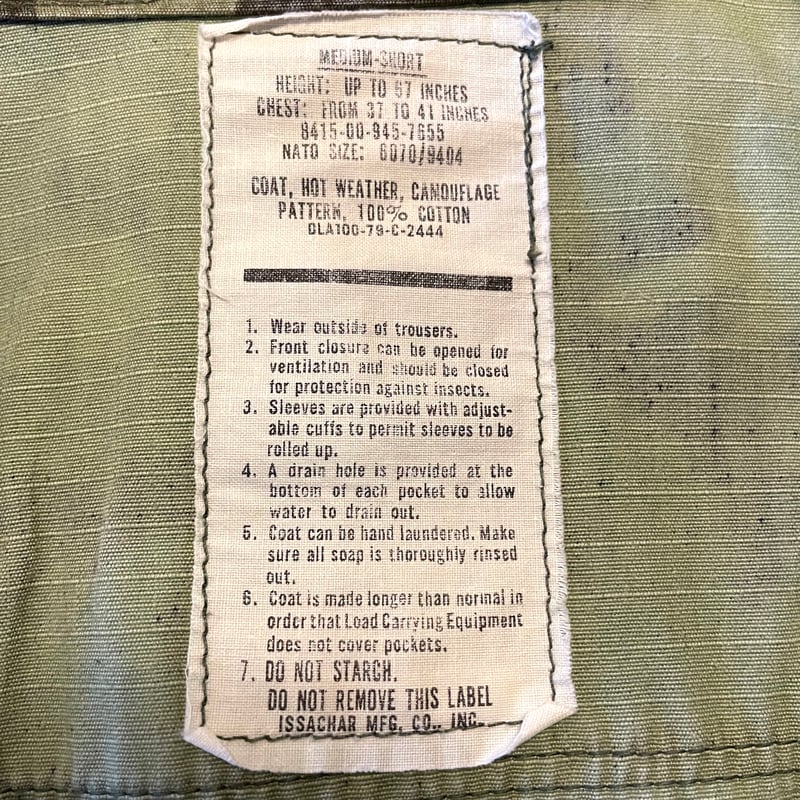 MEDIUM-SHORT
HEIGHT: UP TO 67 INCHES
CHEST: FROM 37 TO 41 INCHES
8415-00-945-7655
NATO SIZE: 6070/9404
COAT, HOT WEATHER, CAMOUFLAGE
PATTERN, 100% COTTON
DLA100-79-C-2444
1. Wear outside of trousers.
2. Front closure can be opened for
ventilation and should be closed
for protection against insects.
3. Sleeves are provided with adjust-
able cuffs to permit sleeves to be
rolled up.
4. A drain hole is provided at the
bottom of each pocket to allow
water to drain out.
5. Coat can be hand laundered. Make
sure all soap is thoroughly rinsed
out.
6. Coat is made longer than normal in
order that Load Carrying Equipment
does not cover pockets.
7. DO NOT STARCH.
DO NOT REMOVE THIS LABEL
ISSACHAR MFG. CO., INC.